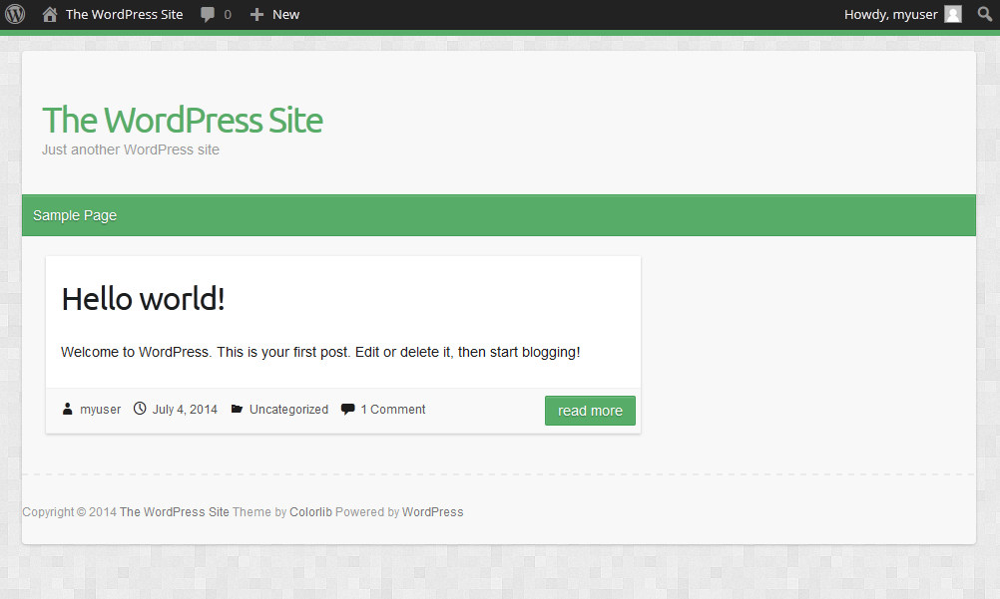 The WordPress Site 0 New Howdy, myuser
The WordPress Site
Just another WordPress site
Sample Page
Hello world!
Welcome to WordPress. This is your first post. Edit or delete it, then start blogging!
myuser July 4, 2014 Uncategorized 1 Comment read more
Copyright © 2014 The WordPress Site Theme by Colorlib Powered by WordPress